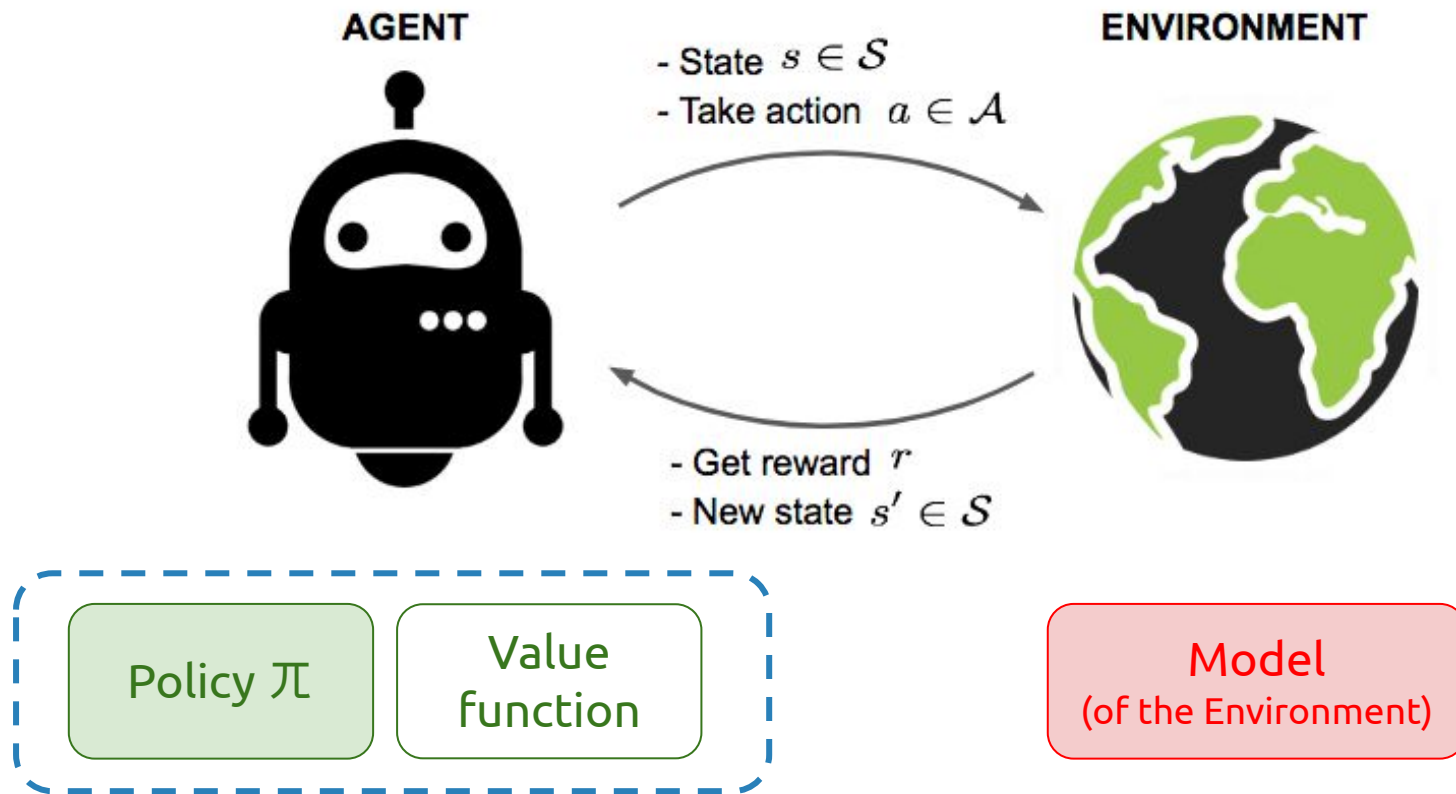 AGENT
ENVIRONMENT
- State s ∈ 𝒮
- Take action a ∈ 𝒜
- Get reward r
- New state s′ ∈ 𝒮
Policy π
Value
function
Model
(of the Environment)